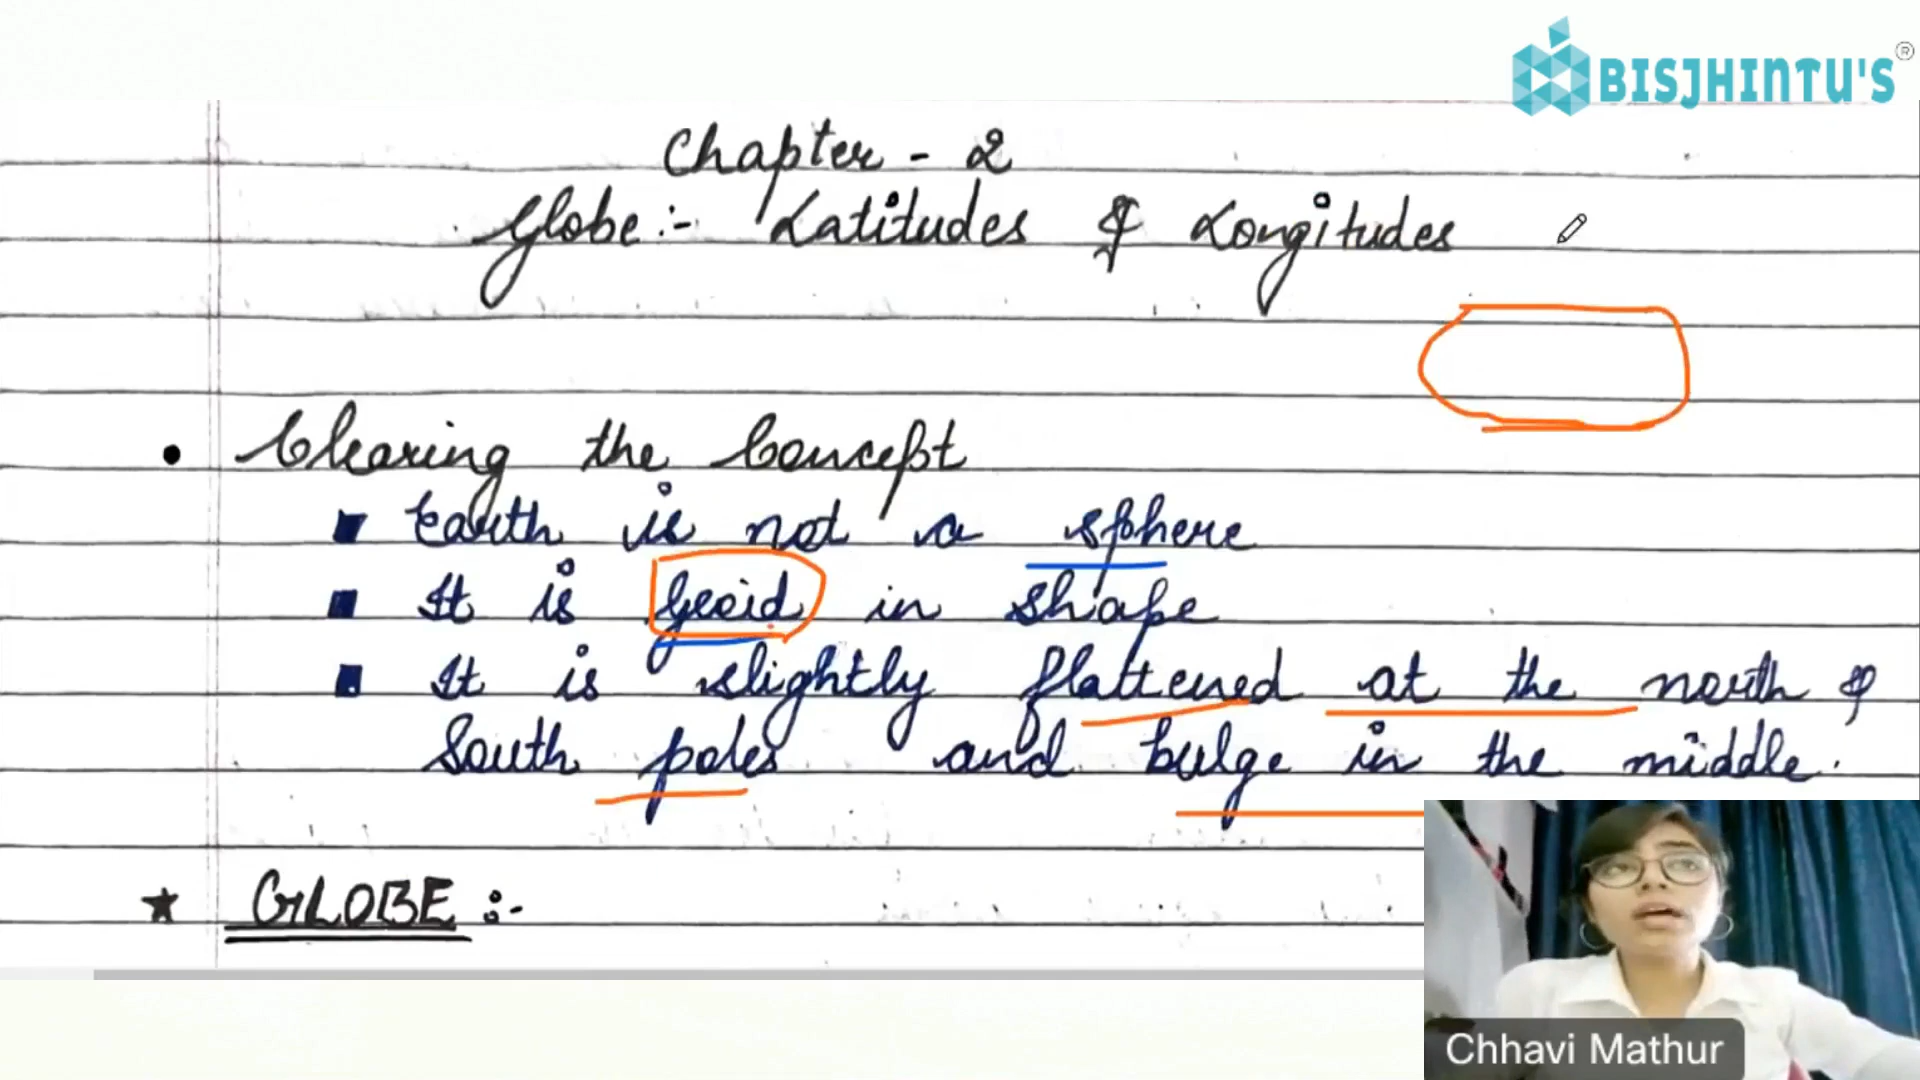 BISJHINTU'S®
Chapter - 2
Globe:- Latitudes & Longitudes
• Clearing the Concept
▪ Earth is not a sphere
▪ It is Geoid in shape
▪ It is slightly flattened at the north &
South poles and bulge in the middle.
★ GLOBE :-
Chhavi Mathur